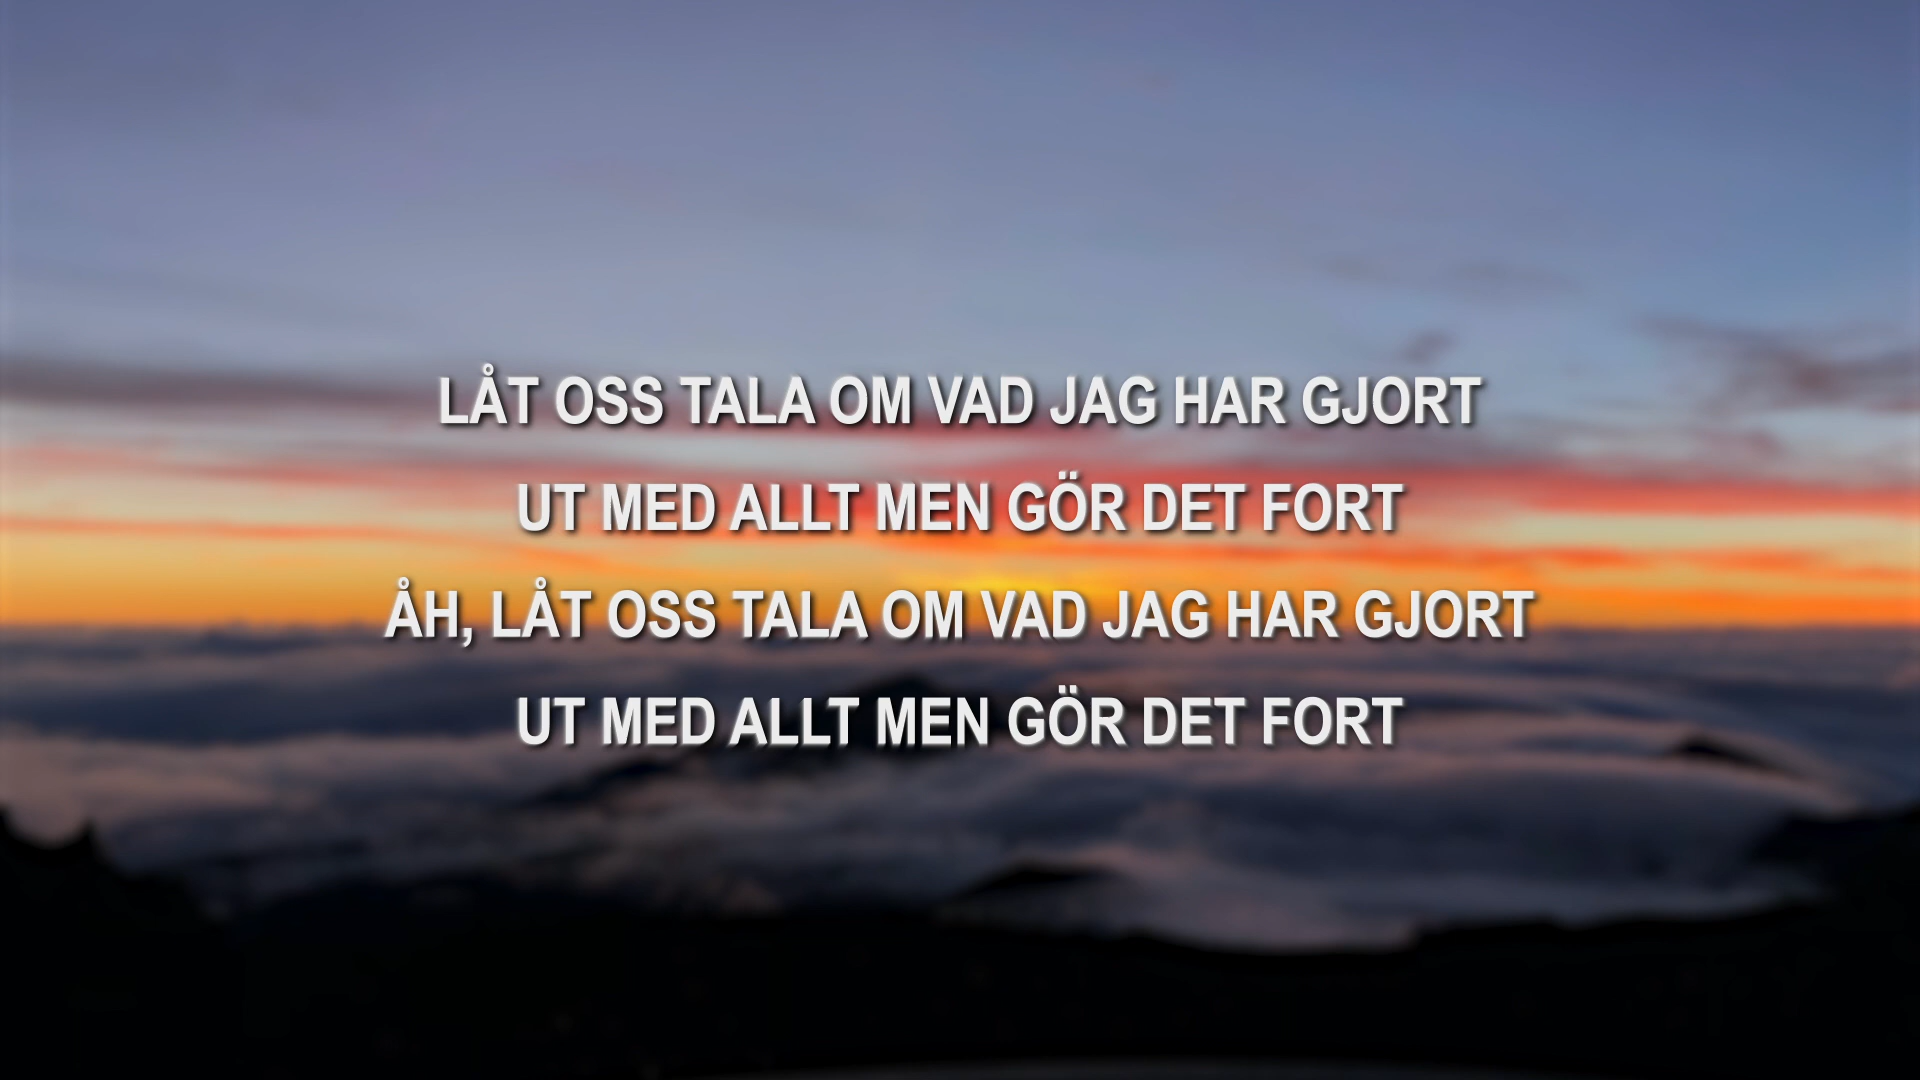 LÅT OSS TALA OM VAD JAG HAR GJORT
UT MED ALLT MEN GÖR DET FORT
ÅH, LÅT OSS TALA OM VAD JAG HAR GJORT
UT MED ALLT MEN GÖR DET FORT